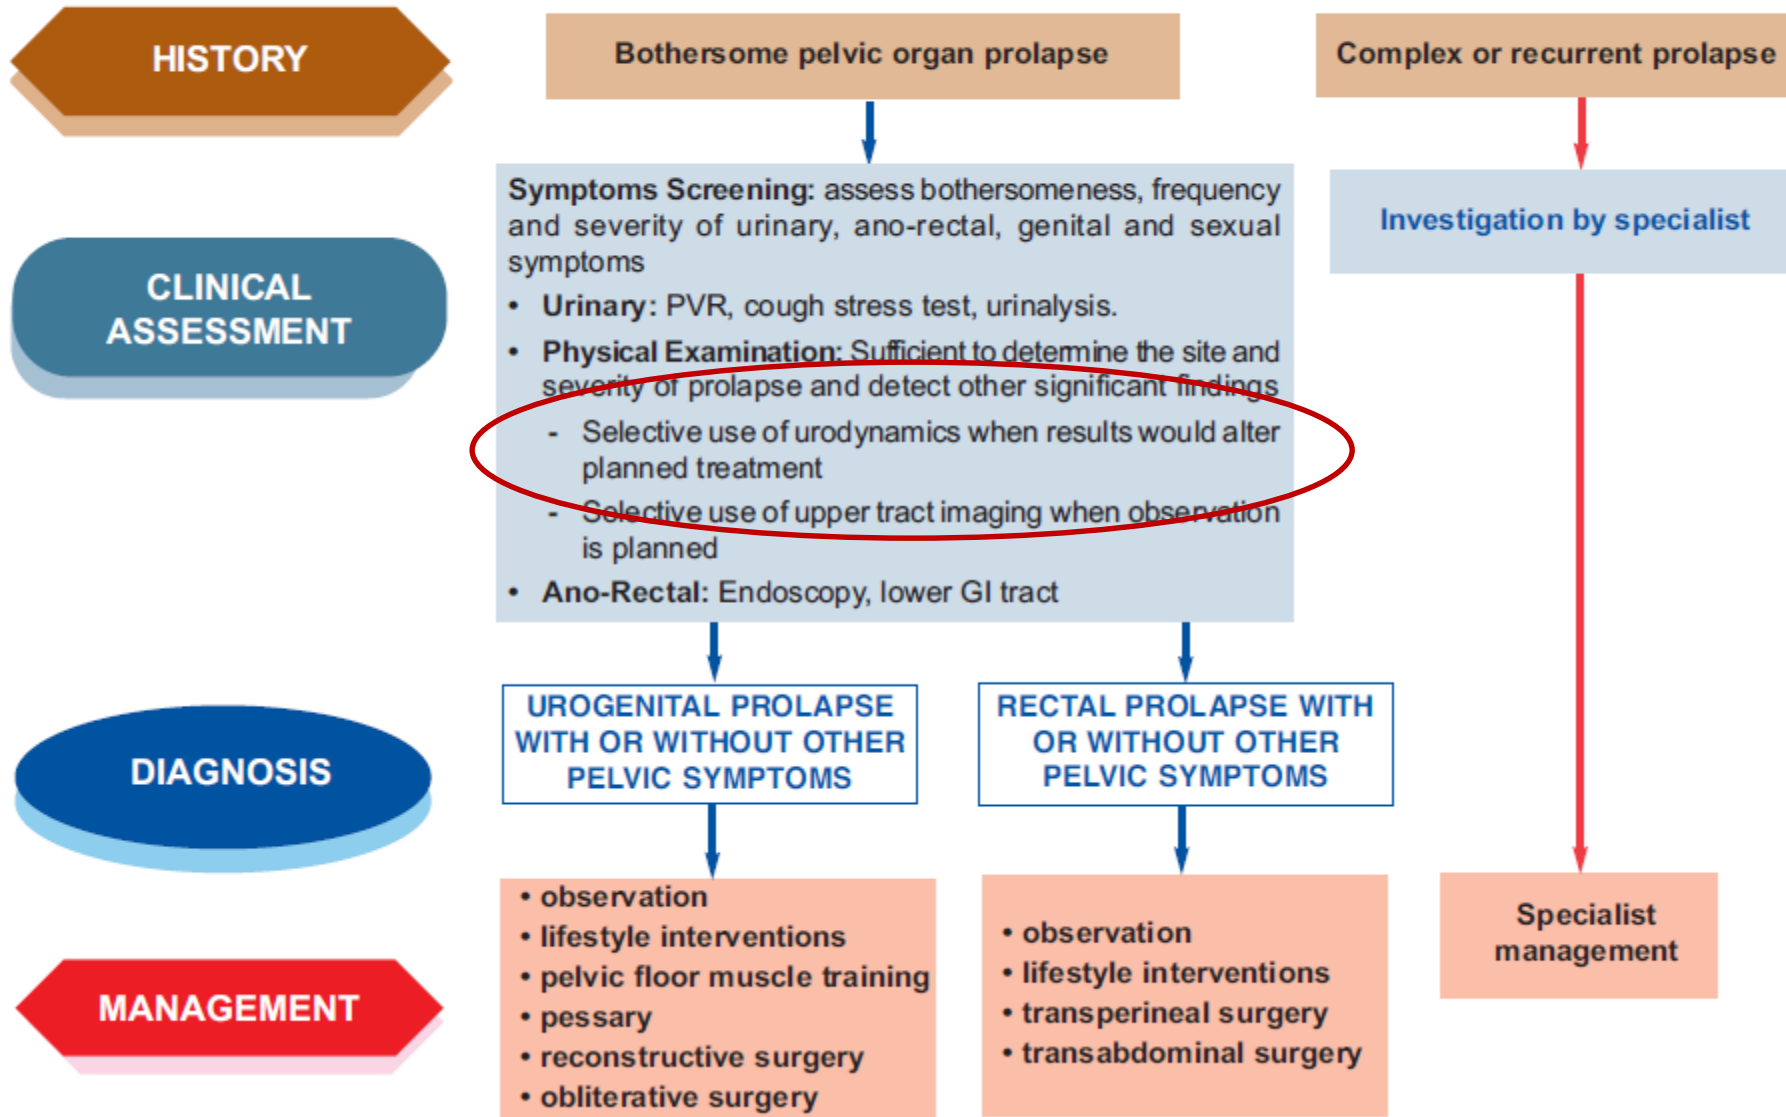 HISTORY
Bothersome pelvic organ prolapse
Complex or recurrent prolapse
CLINICAL
ASSESSMENT
Symptoms Screening: assess bothersomeness, frequency
and severity of urinary, ano-rectal, genital and sexual
symptoms
• Urinary: PVR, cough stress test, urinalysis.
• Physical Examination: Sufficient to determine the site and
severity of prolapse and detect other significant findings
- Selective use of urodynamics when results would alter
planned treatment
- Selective use of upper tract imaging when observation
is planned
• Ano-Rectal: Endoscopy, lower GI tract
Investigation by specialist
DIAGNOSIS
UROGENITAL PROLAPSE
WITH OR WITHOUT OTHER
PELVIC SYMPTOMS
RECTAL PROLAPSE WITH
OR WITHOUT OTHER
PELVIC SYMPTOMS
MANAGEMENT
• observation
• lifestyle interventions
• pelvic floor muscle training
• pessary
• reconstructive surgery
• obliterative surgery
• observation
• lifestyle interventions
• transperineal surgery
• transabdominal surgery
Specialist
management